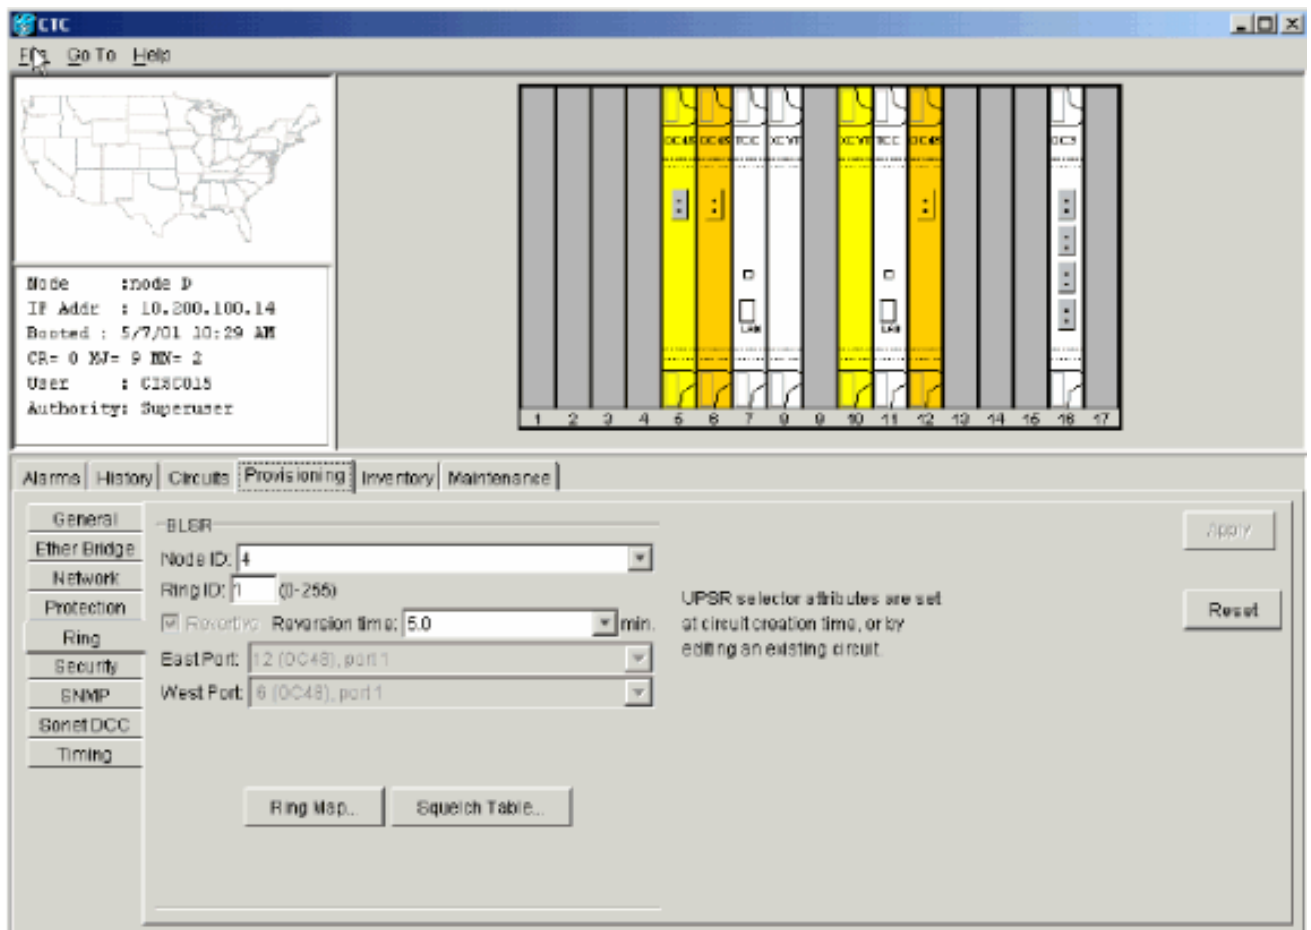 CTC
File Go To Help
OC48 OC48 TCC XCVT XCVT TCC OC48 OC3
LAN LAN
1 2 3 4 5 6 7 8 9 10 11 12 13 14 15 16 17
Node :node D
IP Addr : 10.200.100.14
Booted : 5/7/01 10:29 AM
CR= 0 MJ= 9 MN= 2
User : CISCO15
Authority: Superuser
Alarms History Circuits Provisioning Inventory Maintenance
General
Ether Bridge
Network
Protection
Ring
Security
SNMP
Sonet DCC
Timing
BLSR
Node ID: 4
Ring ID: 1 (0-255)
Revertive Reversion time: 5.0 min.
East Port: 12 (OC48), port 1
West Port: 6 (OC48), port 1
Ring Map... Squelch Table...
UPSR selector attributes are set
at circuit creation time, or by
editing an existing circuit.
Apply
Reset